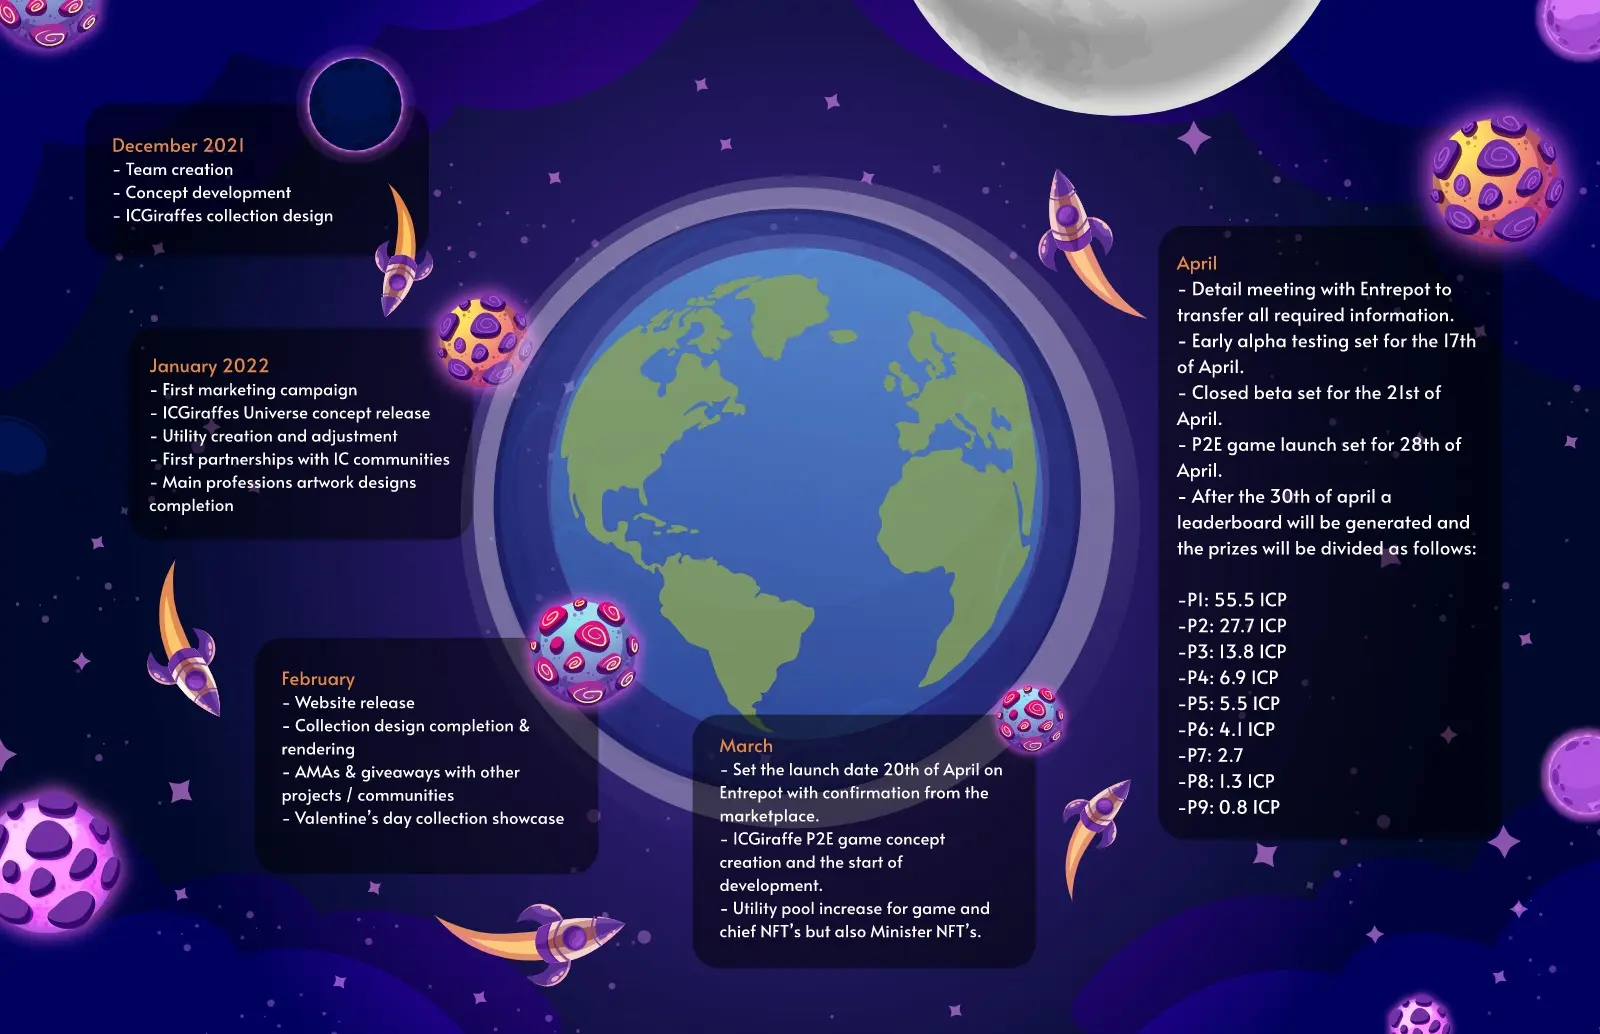 December 2021
- Team creation
- Concept development
- ICGiraffes collection design
January 2022
- First marketing campaign
- ICGiraffes Universe concept release
- Utility creation and adjustment
- First partnerships with IC communities
- Main professions artwork designs
completion
February
- Website release
- Collection design completion &
rendering
- AMAs & giveaways with other
projects / communities
- Valentine's day collection showcase
March
- Set the launch date 20th of April on
Entrepot with confirmation from the
marketplace.
- ICGiraffe P2E game concept
creation and the start of
development.
- Utility pool increase for game and
chief NFT's but also Minister NFT's.
April
- Detail meeting with Entrepot to
transfer all required information.
- Early alpha testing set for the 17th
of April.
- Closed beta set for the 21st of
April.
- P2E game launch set for 28th of
April.
- After the 30th of april a
leaderboard will be generated and
the prizes will be divided as follows:
-P1: 55.5 ICP
-P2: 27.7 ICP
-P3: 13.8 ICP
-P4: 6.9 ICP
-P5: 5.5 ICP
-P6: 4.1 ICP
-P7: 2.7
-P8: 1.3 ICP
-P9: 0.8 ICP